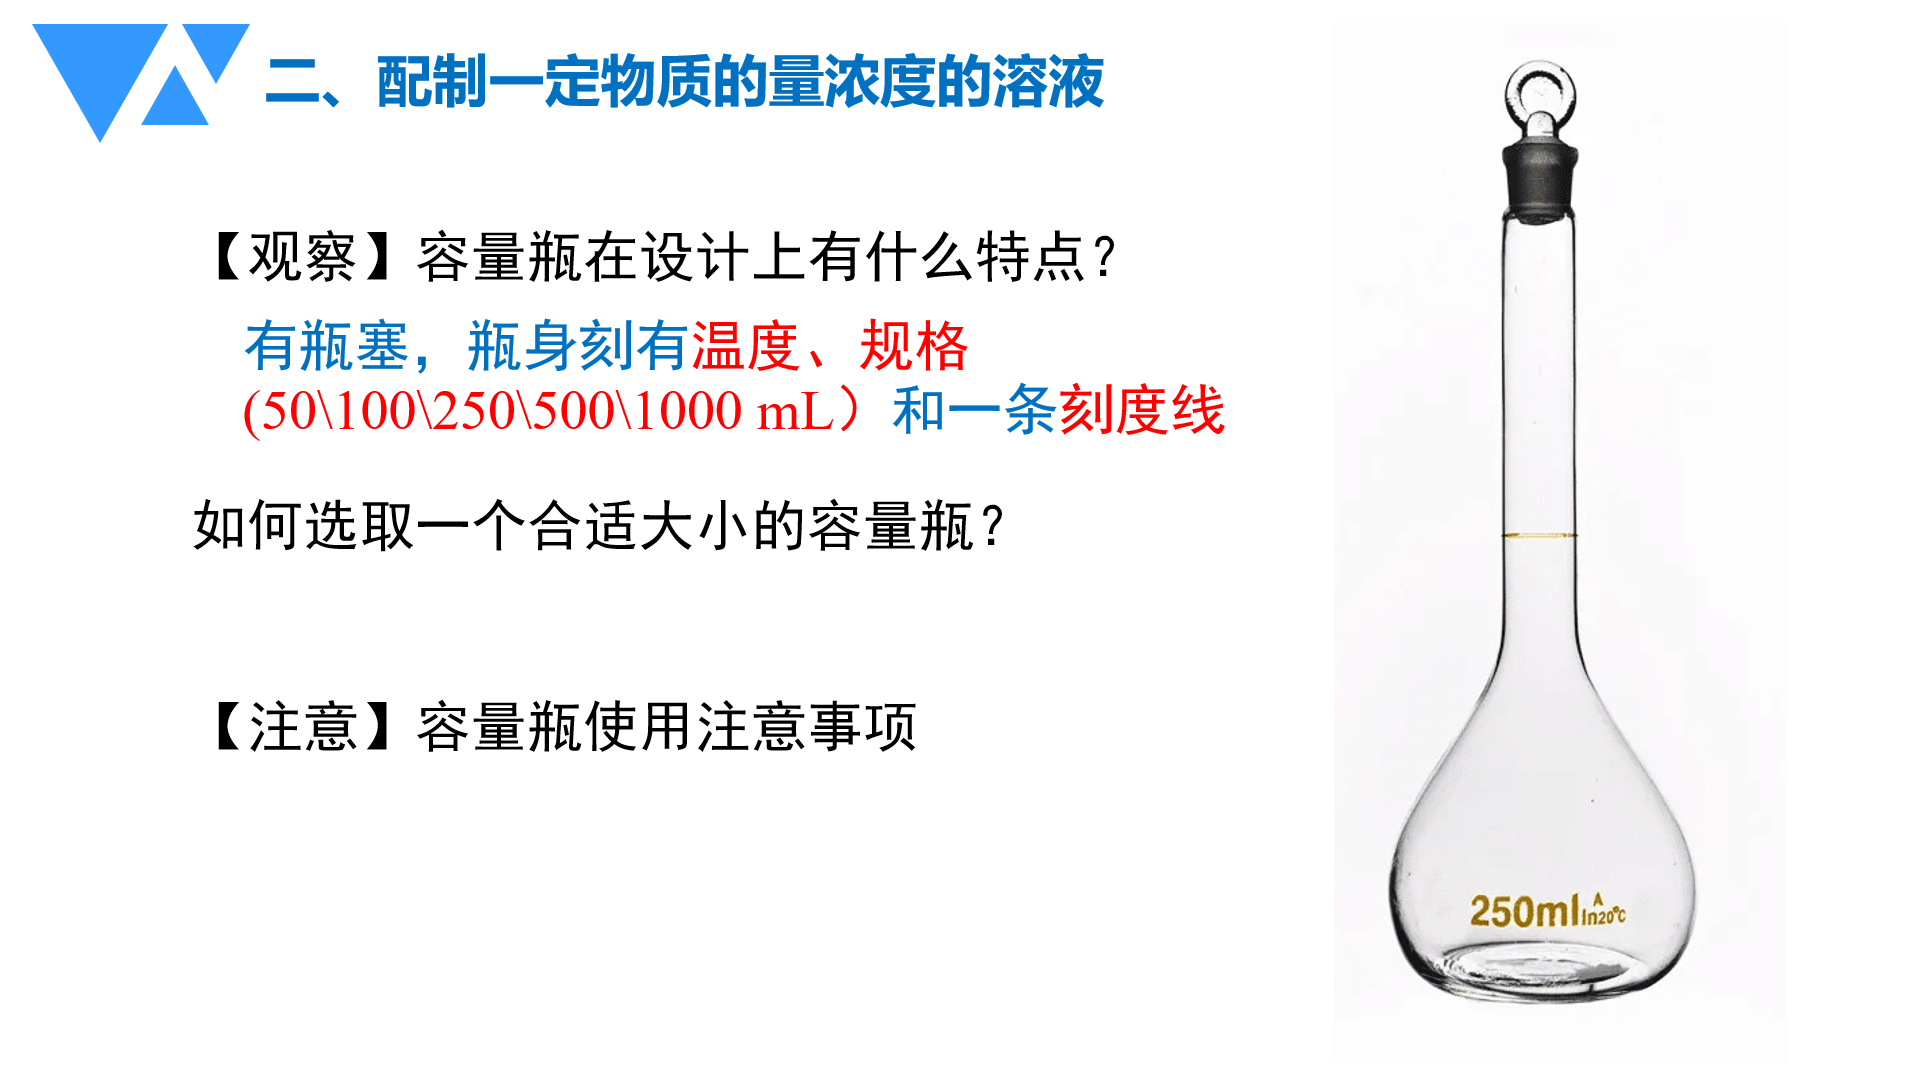 二、配制一定物质的量浓度的溶液
【观察】容量瓶在设计上有什么特点？
有瓶塞，瓶身刻有温度、规格
(50\100\250\500\1000 mL）和一条刻度线
如何选取一个合适大小的容量瓶？
【注意】容量瓶使用注意事项
250ml A In20℃